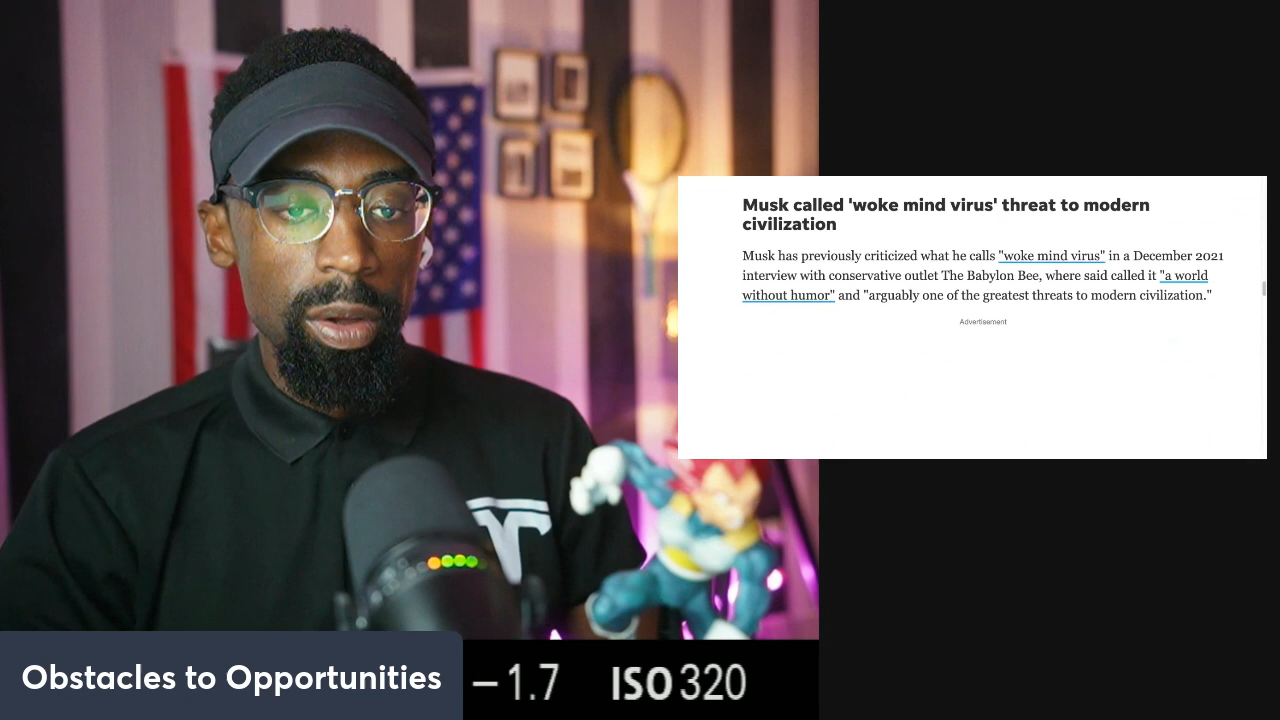 Musk called 'woke mind virus' threat to modern
civilization
Musk has previously criticized what he calls "woke mind virus" in a December 2021
interview with conservative outlet The Babylon Bee, where said called it "a world
without humor" and "arguably one of the greatest threats to modern civilization."
Advertisement
Obstacles to Opportunities
– 1.7 ISO 320